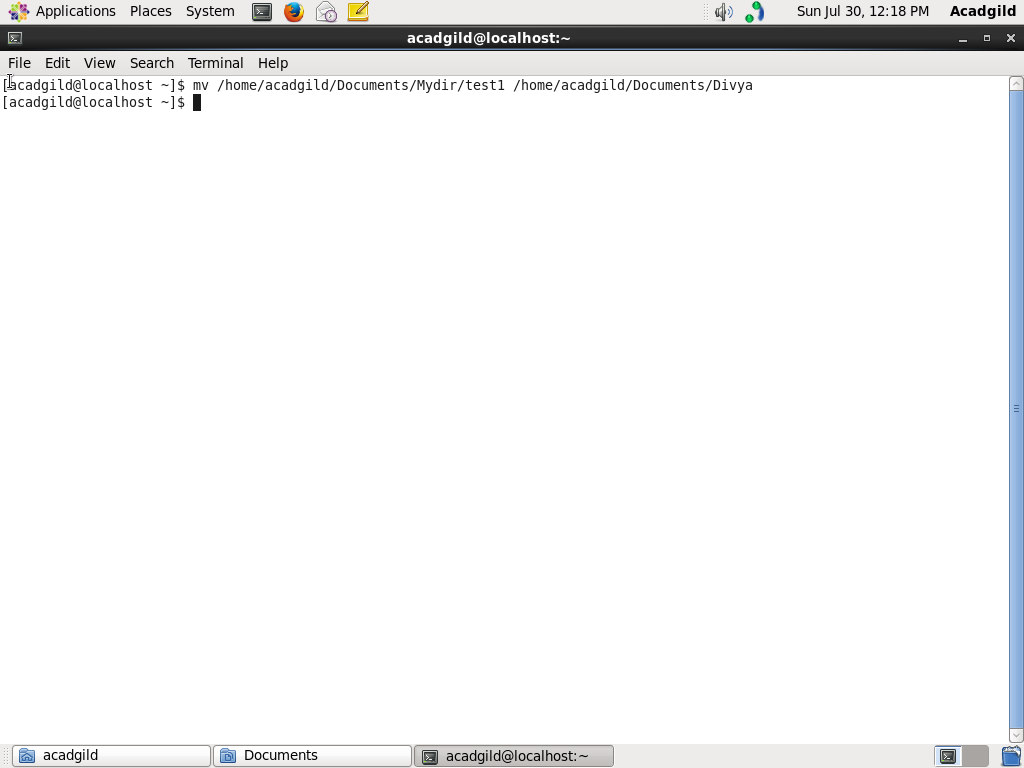 Applications Places System Sun Jul 30, 12:18 PM Acadgild
acadgild@localhost:~
File Edit View Search Terminal Help
[acadgild@localhost ~]$ mv /home/acadgild/Documents/Mydir/test1 /home/acadgild/Documents/Divya
[acadgild@localhost ~]$
acadgild Documents acadgild@localhost:~